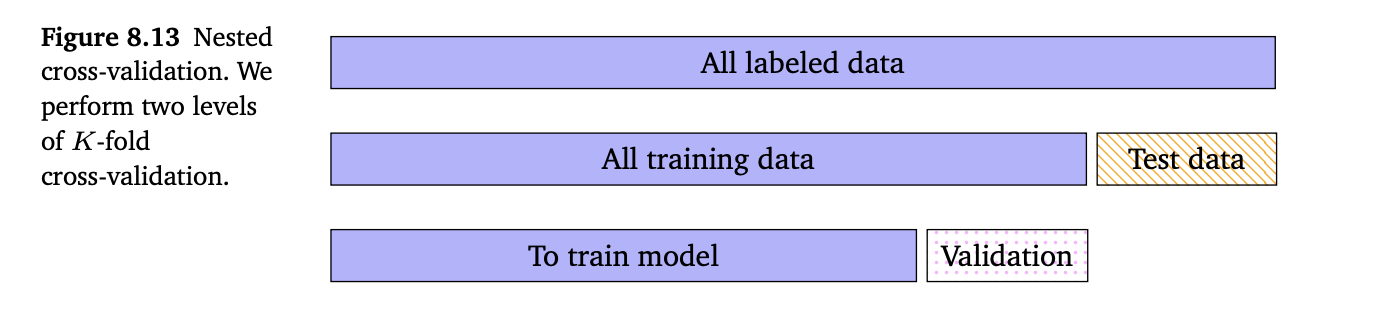 Figure 8.13 Nested
cross-validation. We
perform two levels
of K-fold
cross-validation.
All labeled data
All training data
Test data
To train model
Validation